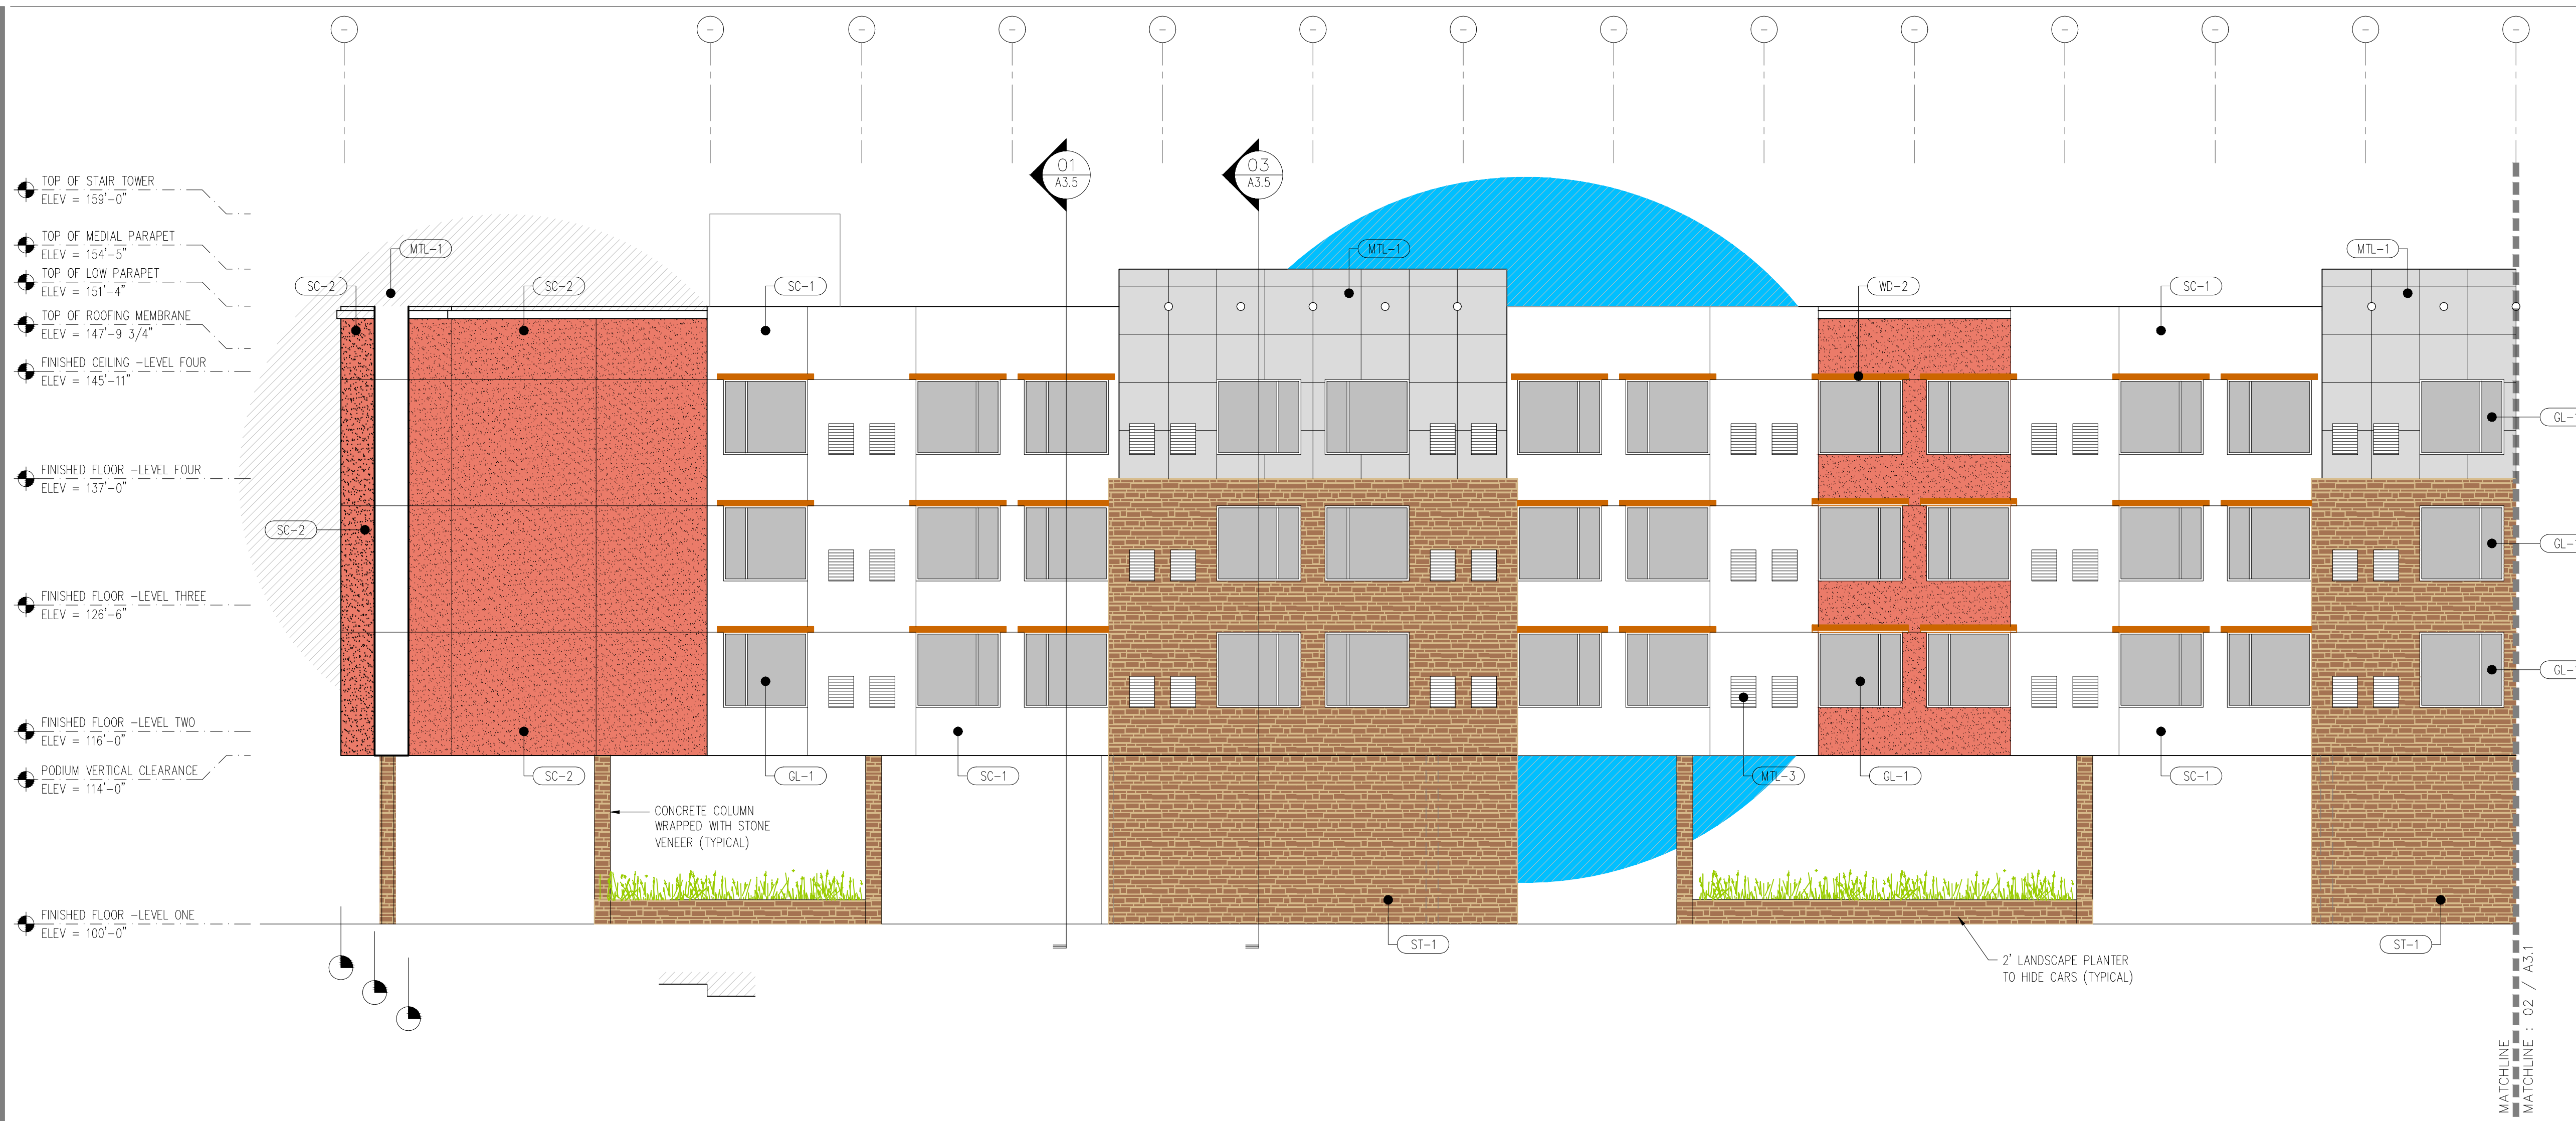 - - - - - - - - - - - - - -
01
A3.5
03
A3.5
TOP OF STAIR TOWER
ELEV = 159'-0"
TOP OF MEDIAL PARAPET
ELEV = 154'-5"
TOP OF LOW PARAPET
ELEV = 151'-4"
TOP OF ROOFING MEMBRANE
ELEV = 147'-9 3/4"
FINISHED CEILING -LEVEL FOUR
ELEV = 145'-11"
FINISHED FLOOR -LEVEL FOUR
ELEV = 137'-0"
FINISHED FLOOR -LEVEL THREE
ELEV = 126'-6"
FINISHED FLOOR -LEVEL TWO
ELEV = 116'-0"
PODIUM VERTICAL CLEARANCE
ELEV = 114'-0"
FINISHED FLOOR -LEVEL ONE
ELEV = 100'-0"
MTL-1
MTL-1
MTL-1
SC-2
SC-2
SC-1
WD-2
SC-1
GL-1
SC-2
GL-1
GL-1
SC-2
GL-1
SC-1
MTL-3
GL-1
SC-1
CONCRETE COLUMN
WRAPPED WITH STONE
VENEER (TYPICAL)
ST-1
ST-1
2' LANDSCAPE PLANTER
TO HIDE CARS (TYPICAL)
MATCHLINE
MATCHLINE : 02 / A3.1